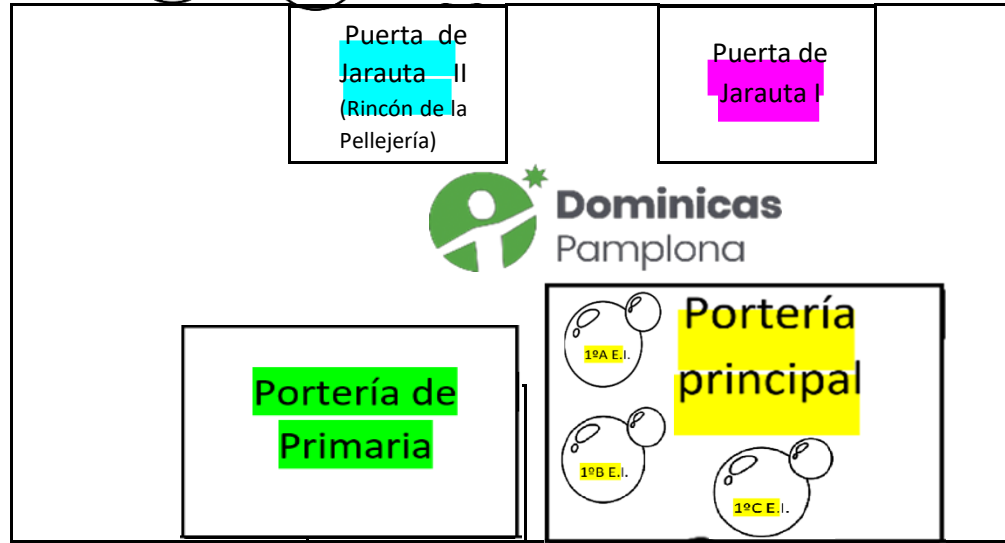 Puerta de
Jarauta II
(Rincón de la
Pellejería)
Puerta de
Jarauta I
Dominicas
Pamplona
Portería de
Primaria
Portería
principal
1ºA E.I.
1ºB E.I.
1ºC E.I.